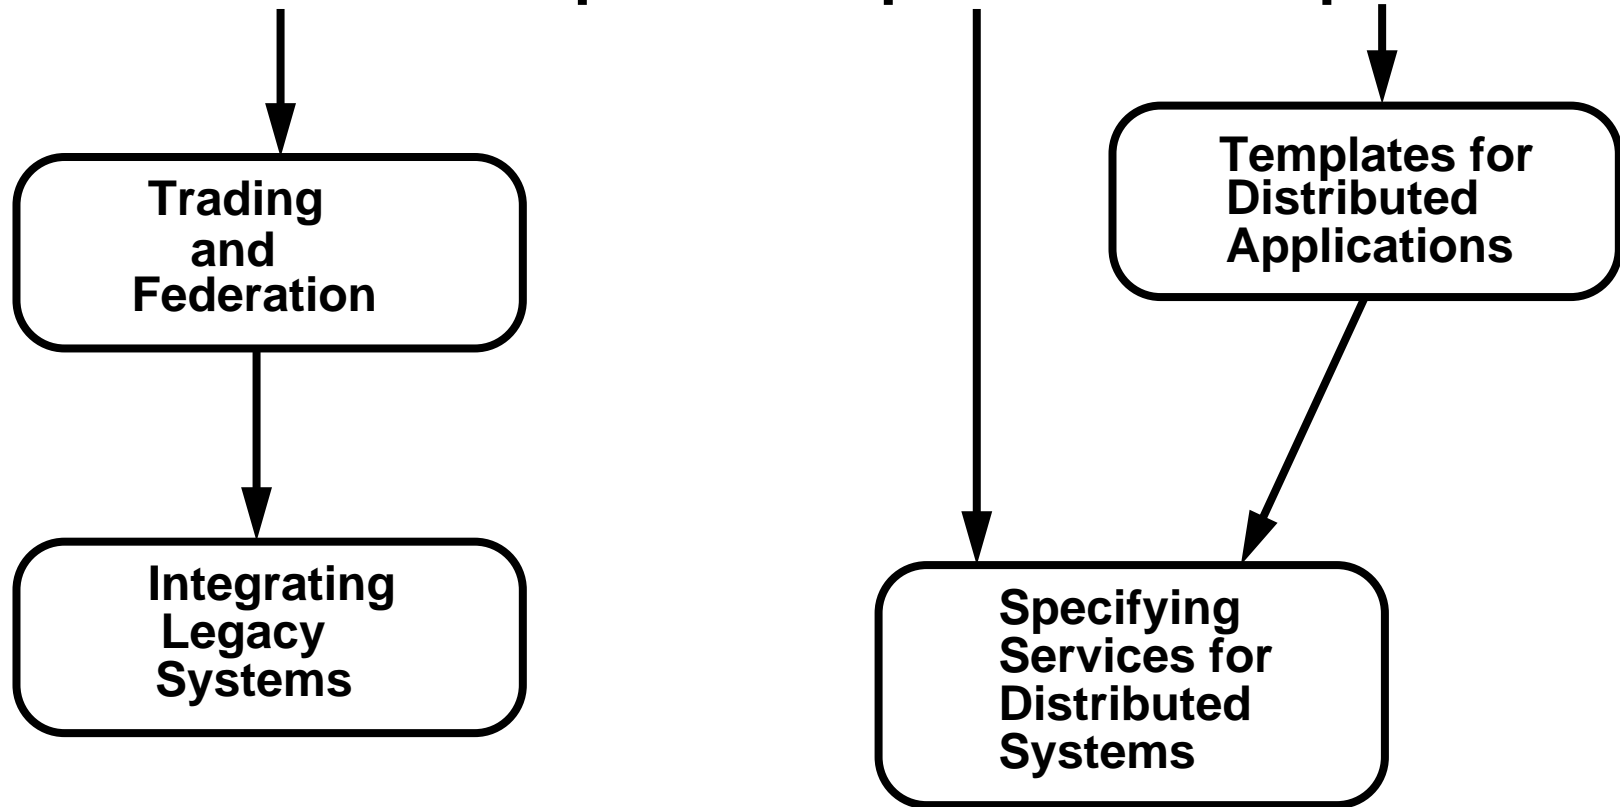 Trading
and
Federation
Templates for
Distributed
Applications
Integrating
Legacy
Systems
Specifying
Services for
Distributed
Systems